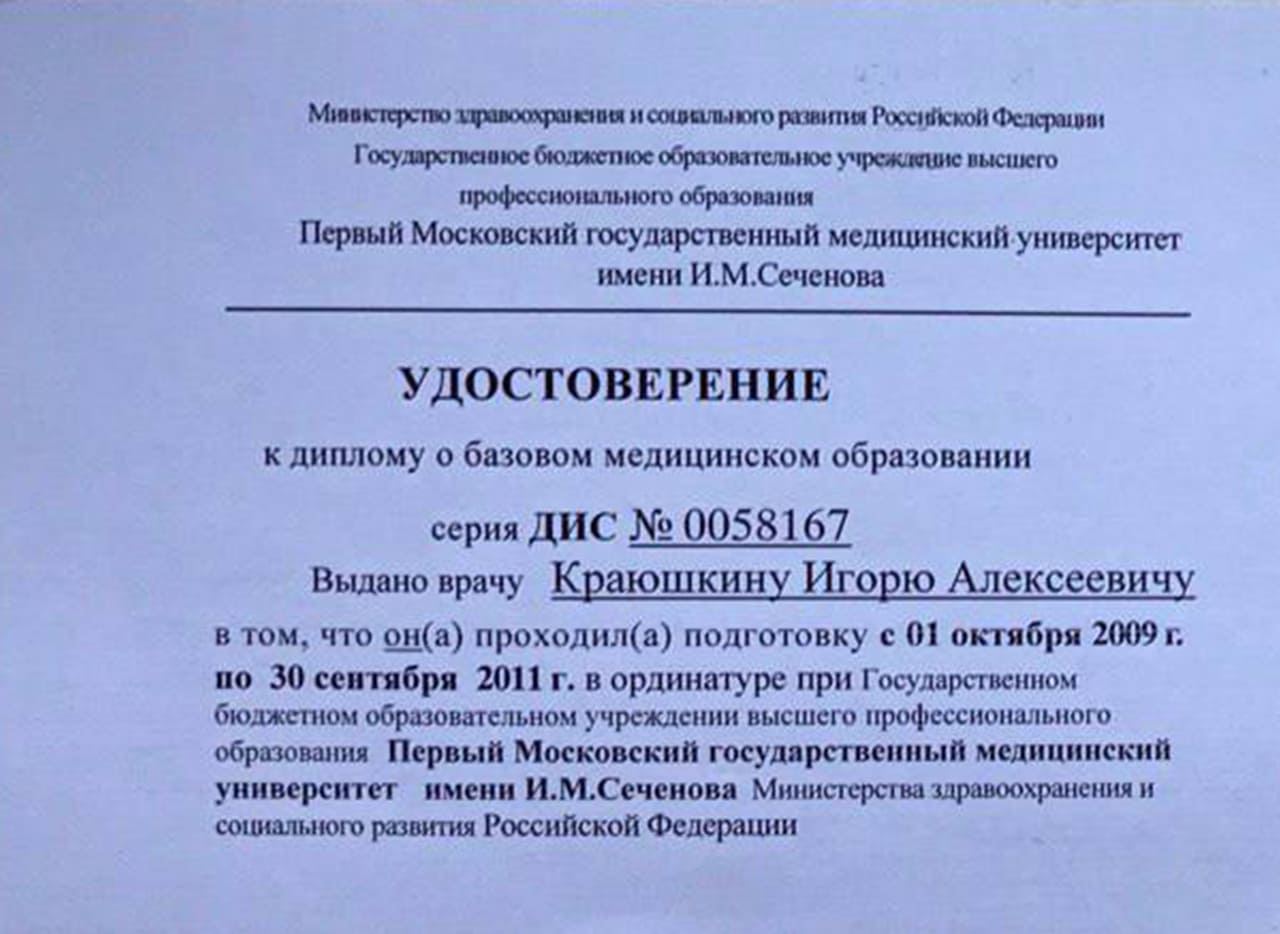 Министерство здравоохранения и социального развития Российской Федерации
Государственное бюджетное образовательное учреждение высшего
профессионального образования
Первый Московский государственный медицинский университет
имени И.М.Сеченова
УДОСТОВЕРЕНИЕ
к диплому о базовом медицинском образовании
серия ДИС № 0058167
Выдано врачу Краюшкину Игорю Алексеевичу
в том, что он(а) проходил(а) подготовку с 01 октября 2009 г.
по 30 сентября 2011 г. в ординатуре при Государственном
бюджетном образовательном учреждении высшего профессионального
образования Первый Московский государственный медицинский
университет имени И.М.Сеченова Министерства здравоохранения и
социального развития Российской Федерации